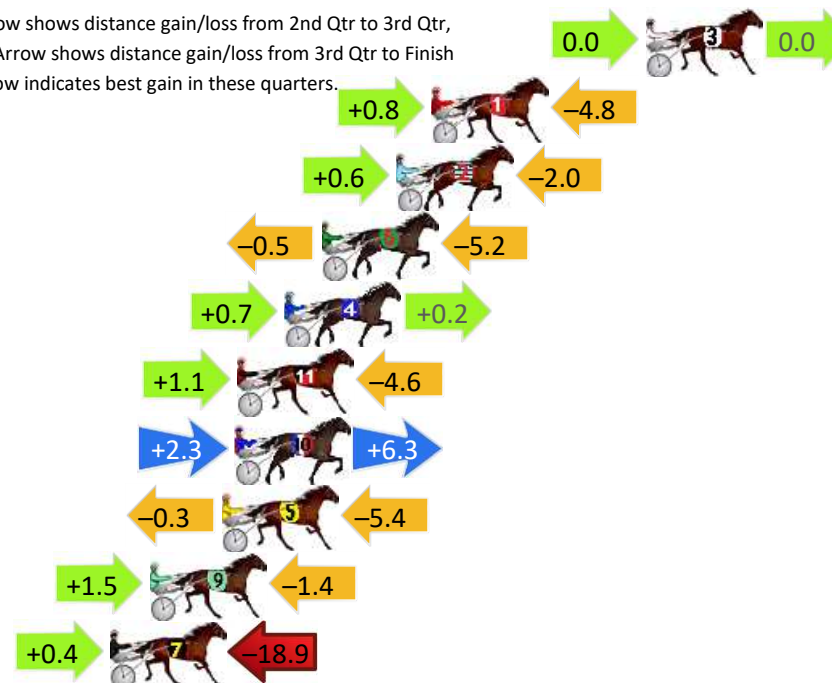 ow shows distance gain/loss from 2nd Qtr to 3rd Qtr,
Arrow shows distance gain/loss from 3rd Qtr to Finish
ow indicates best gain in these quarters.
0.0 3 0.0
+0.8 1 –4.8
+0.6 2 –2.0
–0.5 –5.2
+0.7 4 +0.2
+1.1 11 –4.6
+2.3 10 +6.3
–0.3 5 –5.4
+1.5 9 –1.4
+0.4 7 –18.9